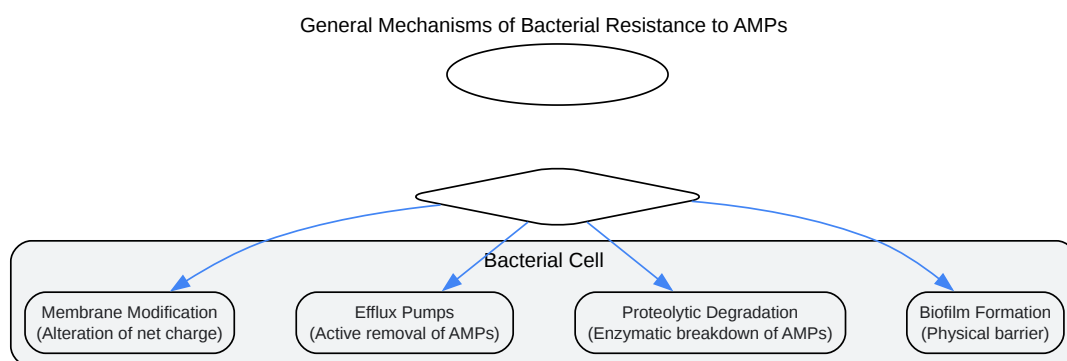 General Mechanisms of Bacterial Resistance to AMPs
Bacterial Cell
Membrane Modification
(Alteration of net charge)
Efflux Pumps
(Active removal of AMPs)
Proteolytic Degradation
(Enzymatic breakdown of AMPs)
Biofilm Formation
(Physical barrier)